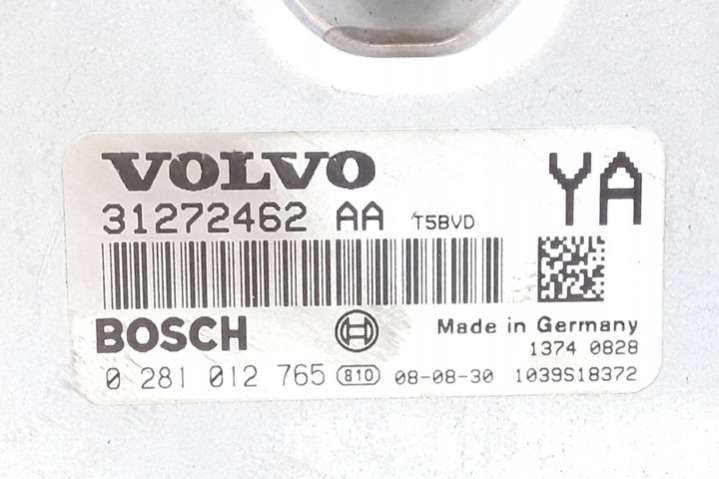 VOLVO
YA
31272462 AA T5BVD
BOSCH
Made in Germany
1374 0828
0 281 012 765 810 08-08-30 1039S18372